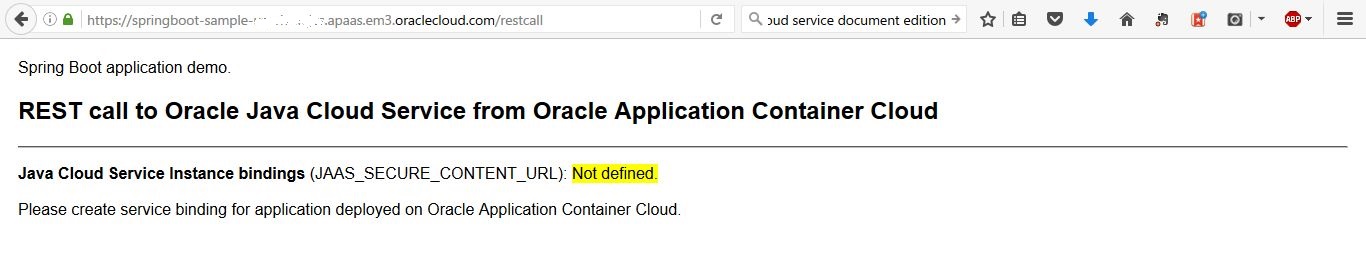 https://springboot-sample- .apaas.em3.oraclecloud.com/restcall
oud service document edition
ABP
Spring Boot application demo.
REST call to Oracle Java Cloud Service from Oracle Application Container Cloud
Java Cloud Service Instance bindings (JAAS_SECURE_CONTENT_URL): Not defined.
Please create service binding for application deployed on Oracle Application Container Cloud.